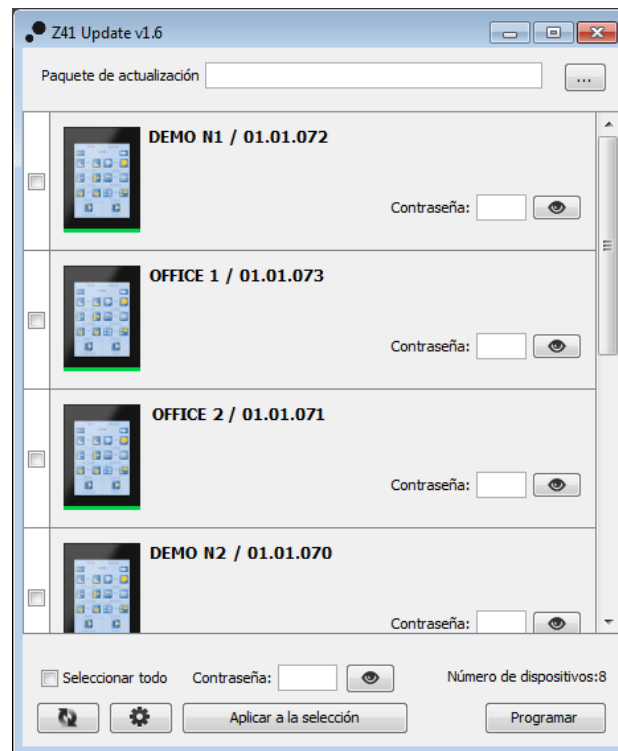 Z41 Update v1.6
Paquete de actualización
...
DEMO N1 / 01.01.072
Contraseña:
OFFICE 1 / 01.01.073
Contraseña:
OFFICE 2 / 01.01.071
Contraseña:
DEMO N2 / 01.01.070
Contraseña:
Seleccionar todo Contraseña: Número de dispositivos:8
Aplicar a la selección Programar